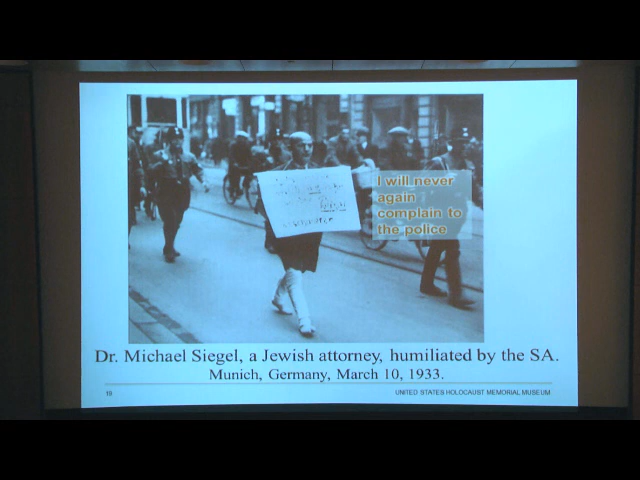 I will never
again
complain to
the police
Dr. Michael Siegel, a Jewish attorney, humiliated by the SA.
Munich, Germany, March 10, 1933.
19
UNITED STATES HOLOCAUST MEMORIAL MUSEUM